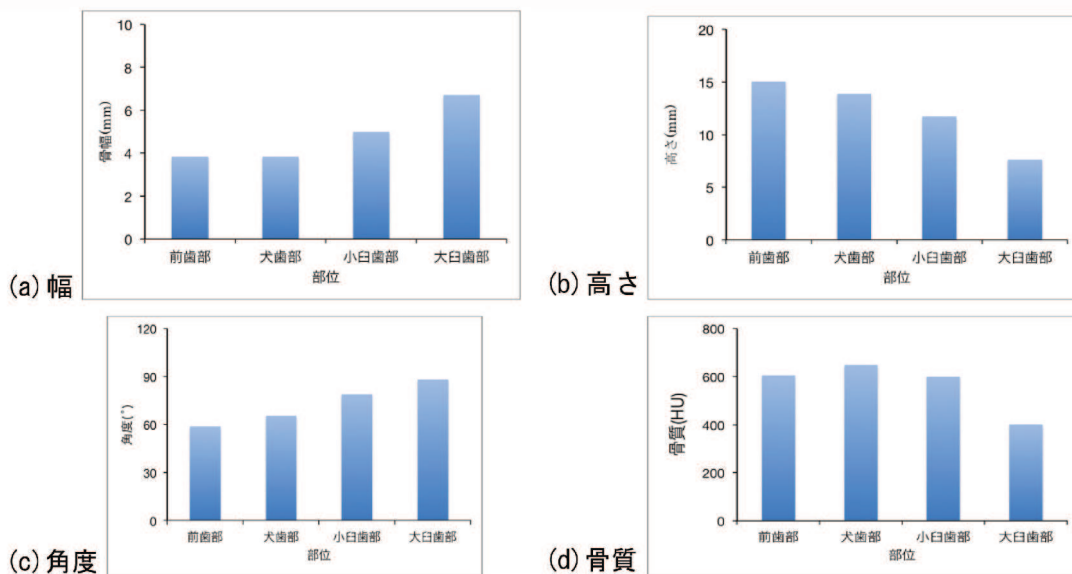 10
8
6
4
2
0
骨幅(mm)
前歯部 犬歯部 小臼歯部 大臼歯部
部位
(a) 幅
20
15
10
5
0
高さ(mm)
前歯部 犬歯部 小臼歯部 大臼歯部
部位
(b) 高さ
120
90
60
30
0
角度(°)
前歯部 犬歯部 小臼歯部 大臼歯部
部位
(c) 角度
800
600
400
200
0
骨質(HU)
前歯部 犬歯部 小臼歯部 大臼歯部
部位
(d) 骨質